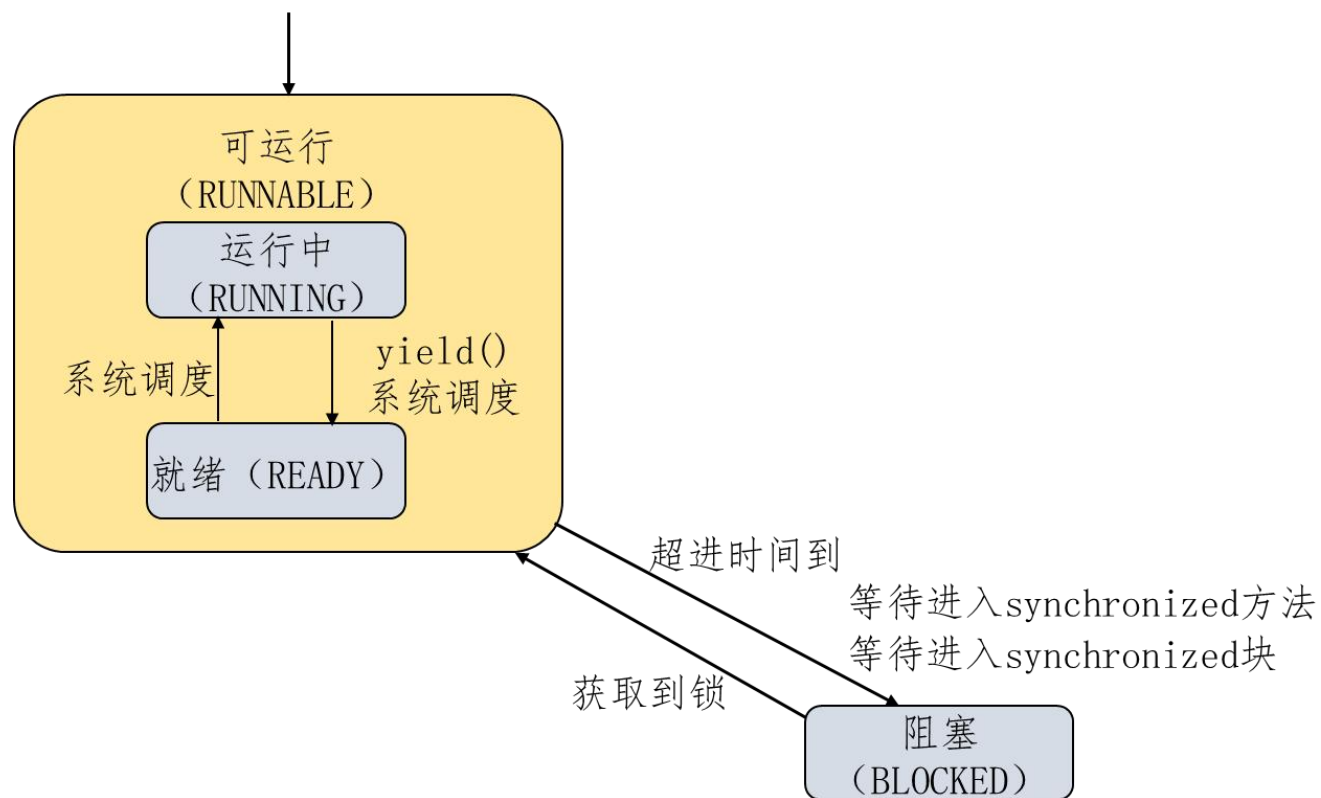 可运行
（RUNNABLE）
运行中
（RUNNING）
系统调度
yield()
系统调度
就绪（READY）
超进时间到
等待进入synchronized方法
等待进入synchronized块
获取到锁
阻塞
（BLOCKED）